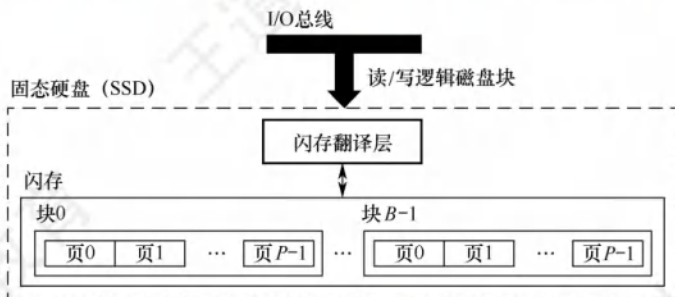 I/O总线
读/写逻辑磁盘块
固态硬盘（SSD）
闪存翻译层
闪存
块0 块B-1
页0 页1 … 页P-1 … 页0 页1 … 页P-1